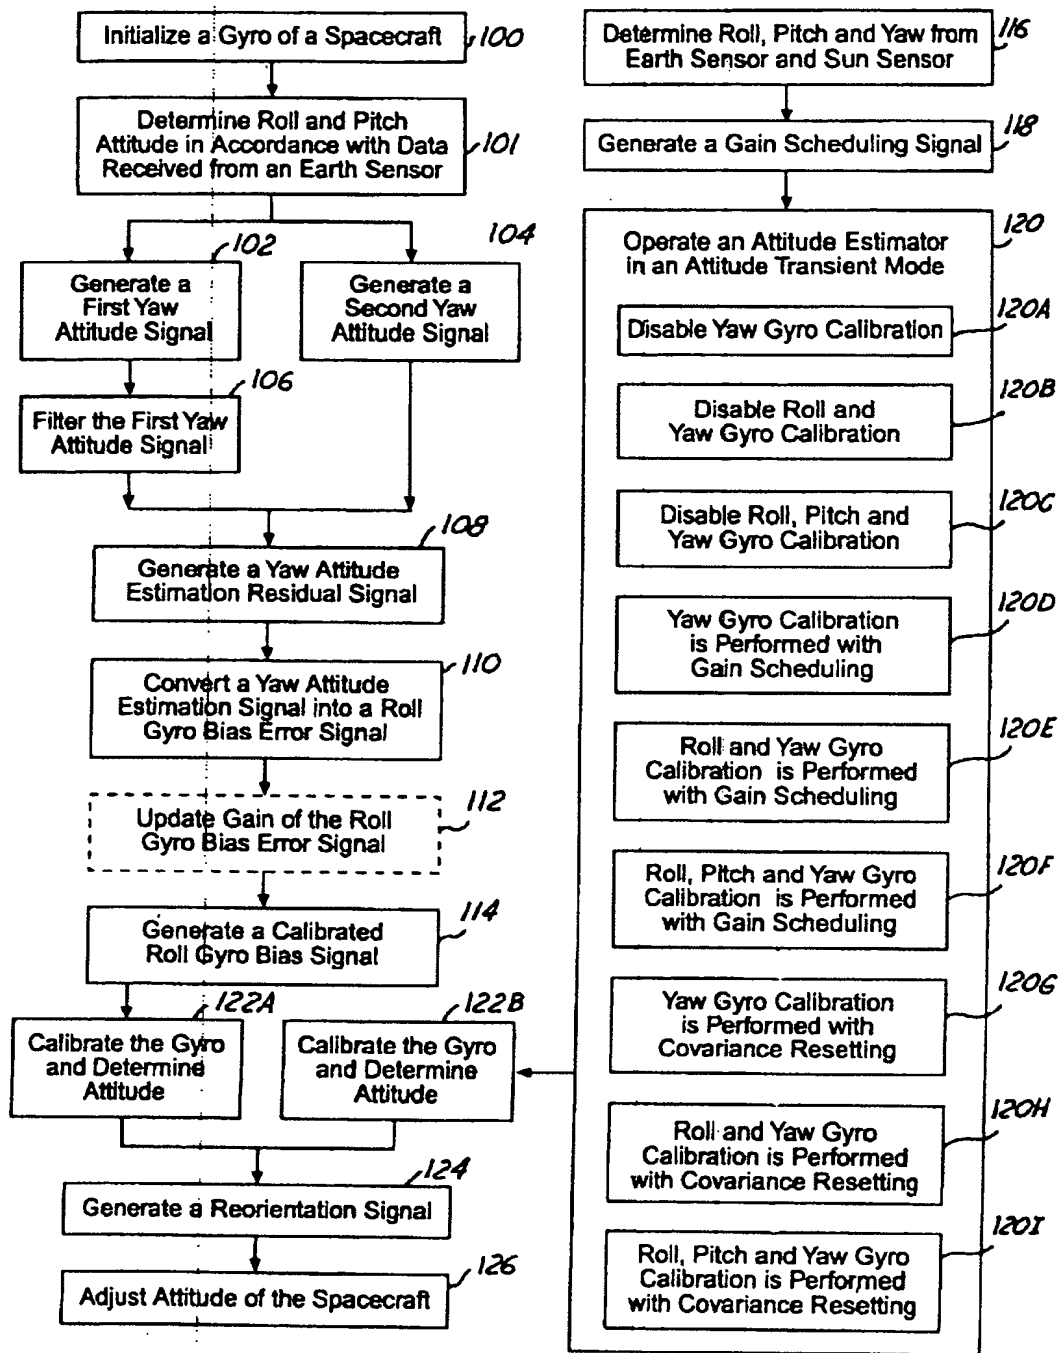 Initialize a Gyro of a Spacecraft
100
Determine Roll and Pitch
Attitude in Accordance with Data
Received from an Earth Sensor
101
102
Generate a
First Yaw
Attitude Signal
104
Generate a
Second Yaw
Attitude Signal
106
Filter the First Yaw
Attitude Signal
108
Generate a Yaw Attitude
Estimation Residual Signal
110
Convert a Yaw Attitude
Estimation Signal into a Roll
Gyro Bias Error Signal
112
Update Gain of the Roll
Gyro Bias Error Signal
114
Generate a Calibrated
Roll Gyro Bias Signal
122A
Calibrate the Gyro
and Determine
Attitude
122B
Calibrate the Gyro
and Determine
Attitude
124
Generate a Reorientation Signal
126
Adjust Attitude of the Spacecraft
116
Determine Roll, Pitch and Yaw from
Earth Sensor and Sun Sensor
118
Generate a Gain Scheduling Signal
120
Operate an Attitude Estimator
in an Attitude Transient Mode
120A
Disable Yaw Gyro Calibration
120B
Disable Roll and
Yaw Gyro Calibration
120C
Disable Roll, Pitch and
Yaw Gyro Calibration
120D
Yaw Gyro Calibration
is Performed with
Gain Scheduling
120E
Roll and Yaw Gyro
Calibration is Performed
with Gain Scheduling
120F
Roll, Pitch and Yaw Gyro
Calibration is Performed
with Gain Scheduling
120G
Yaw Gyro Calibration
is Performed with
Covariance Resetting
120H
Roll and Yaw Gyro
Calibration is Performed
with Covariance Resetting
120I
Roll, Pitch and Yaw Gyro
Calibration is Performed
with Covariance Resetting